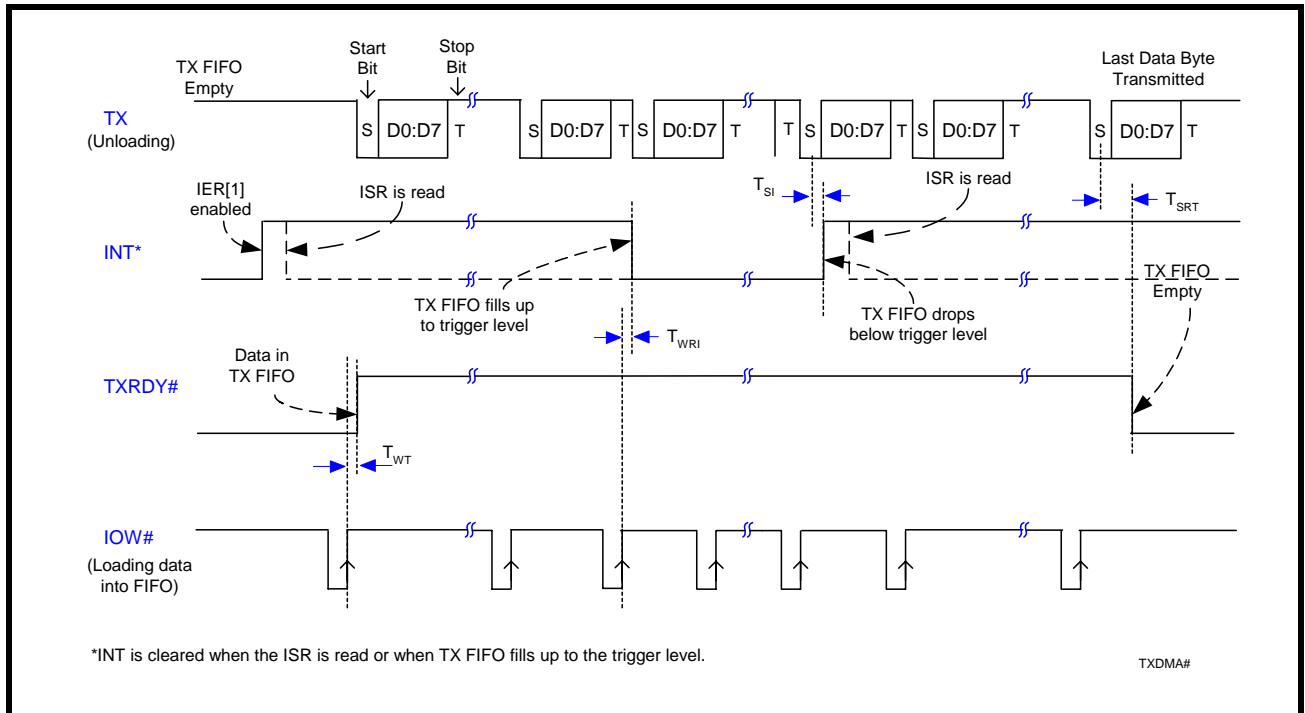 Start
Bit
Stop
Bit
TX FIFO
Empty
Last Data Byte
Transmitted
TX
(Unloading)
S D0:D7 T S D0:D7 T S D0:D7 T T S D0:D7 T S D0:D7 T S D0:D7 T
IER[1]
enabled
ISR is read
TSI
ISR is read
TSRT
INT*
TX FIFO fills up
to trigger level
TX FIFO drops
below trigger level
TX FIFO
Empty
TWRI
Data in
TX FIFO
TXRDY#
TWT
IOW#
(Loading data
into FIFO)
*INT is cleared when the ISR is read or when TX FIFO fills up to the trigger level.
TXDMA#